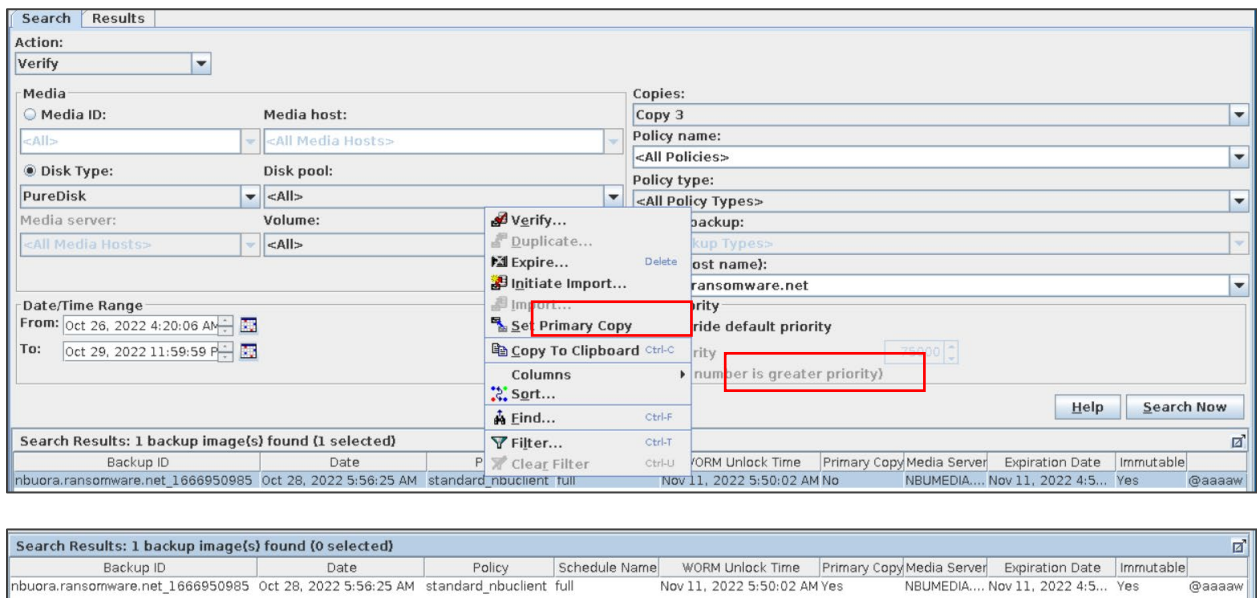 Search Results
Action:
Verify
Media
Media ID: Media host:
<All> <All Media Hosts>
Disk Type: Disk pool:
PureDisk <All>
Media server: Volume:
<All Media Hosts> <All>
Date/Time Range
From: Oct 26, 2022 4:20:06 AM
To: Oct 29, 2022 11:59:59 P
Copies:
Copy 3
Policy name:
<All Policies>
Policy type:
<All Policy Types>
backup:
kup Types>
ost name):
ransomware.net
ority
ride default priority
rity 75000
number is greater priority)
Help Search Now
Verify...
Duplicate...
Expire... Delete
Initiate Import...
Import...
Set Primary Copy
Copy To Clipboard Ctrl-C
Columns
Sort...
Find... Ctrl-F
Filter... Ctrl-T
Clear Filter Ctrl-U
Search Results: 1 backup image(s) found (1 selected)
Backup ID Date P WORM Unlock Time Primary Copy Media Server Expiration Date Immutable
nbuora.ransomware.net_1666950985 Oct 28, 2022 5:56:25 AM standard_nbuclient full Nov 11, 2022 5:50:02 AM No NBUMEDIA.... Nov 11, 2022 4:5... Yes @aaaaw
Search Results: 1 backup image(s) found (0 selected)
Backup ID Date Policy Schedule Name WORM Unlock Time Primary Copy Media Server Expiration Date Immutable
nbuora.ransomware.net_1666950985 Oct 28, 2022 5:56:25 AM standard_nbuclient full Nov 11, 2022 5:50:02 AM Yes NBUMEDIA.... Nov 11, 2022 4:5... Yes @aaaaw